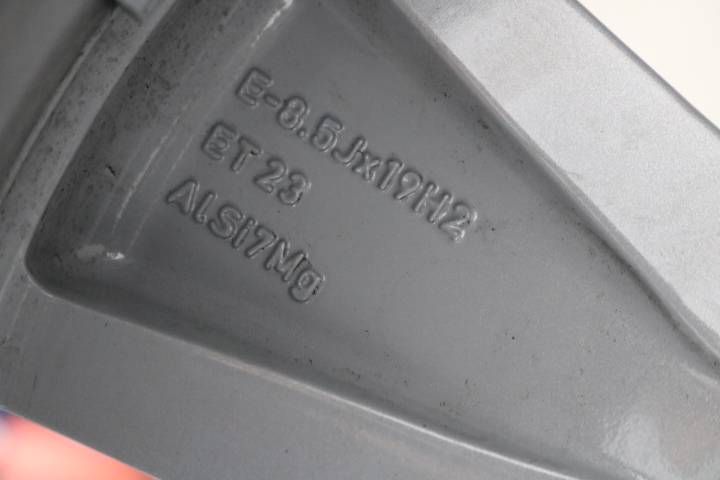 E-8.5Jx19H2
ET 23
AlSi7Mg